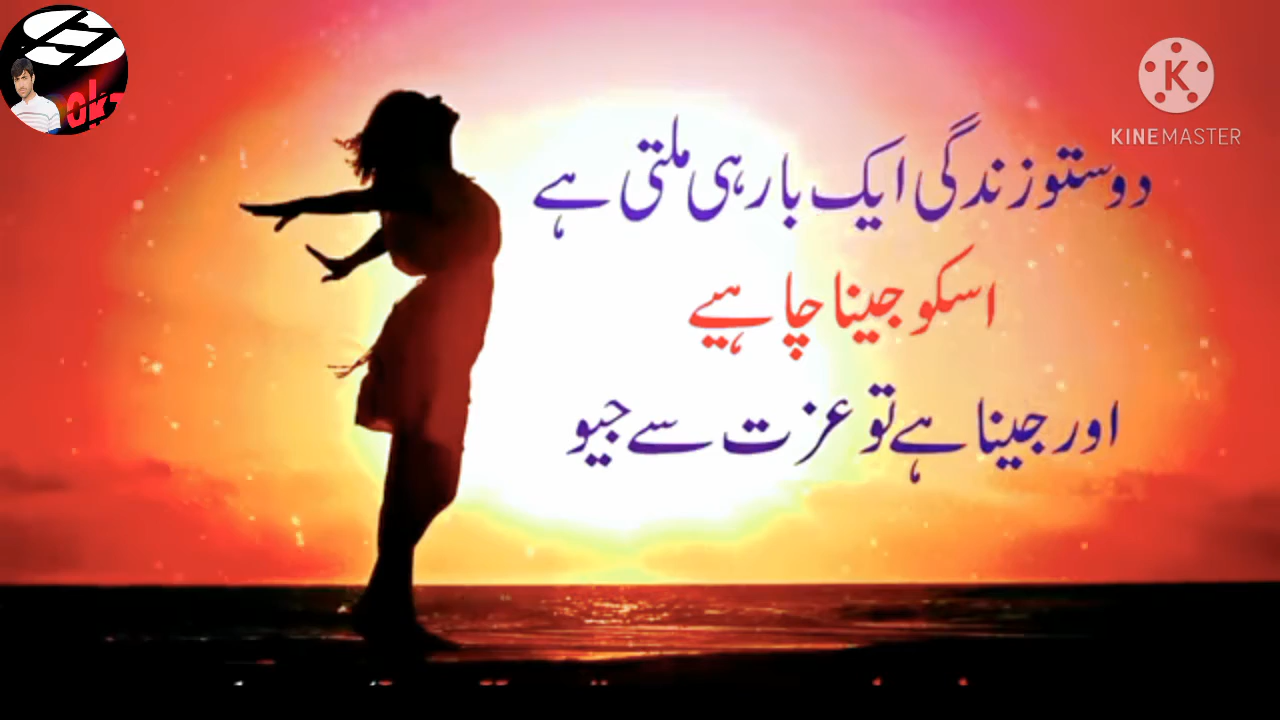 دوستو زندگی ایک بار ہی ملتی ہے
اسکو جینا چاہیے
اور جینا ہے تو عزت سے جیو
KINEMASTER